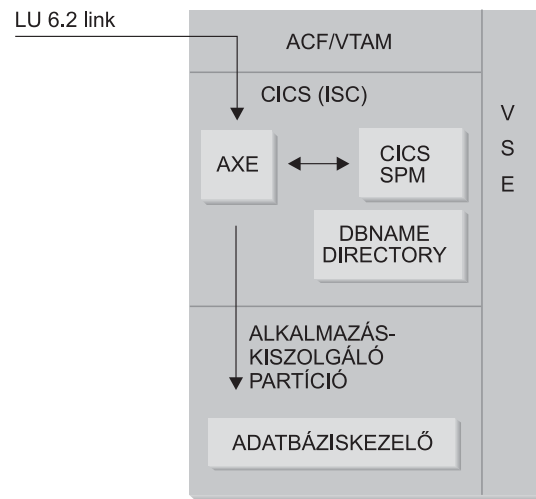 LU 6.2 link
ACF/VTAM
CICS (ISC)
AXE
CICS
SPM
DBNAME
DIRECTORY
V
S
E
ALKALMAZÁS-
KISZOLGÁLÓ
PARTÍCIÓ
ADATBÁZISKEZELŐ